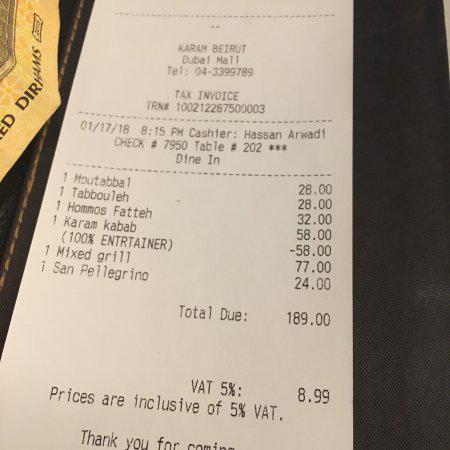 RED DIRHAMS
--
KARAM BEIRUT
Dubai Mall
Tel: 04-3399789
TAX INVOICE
TRN# 100212267500003
01/17/18 8:15 PM Cashier: Hassan Arwadi
CHECK # 7950 Table # 202 ***
Dine In
1 Moutabbal 28.00
1 Tabbouleh 28.00
1 Hommos Fatteh 32.00
1 Karam kabab 58.00
(100% ENTRTAINER) -58.00
1 Mixed grill 77.00
1 San Pellegrino 24.00
Total Due: 189.00
VAT 5%: 8.99
Prices are inclusive of 5% VAT.
Thank you for coming